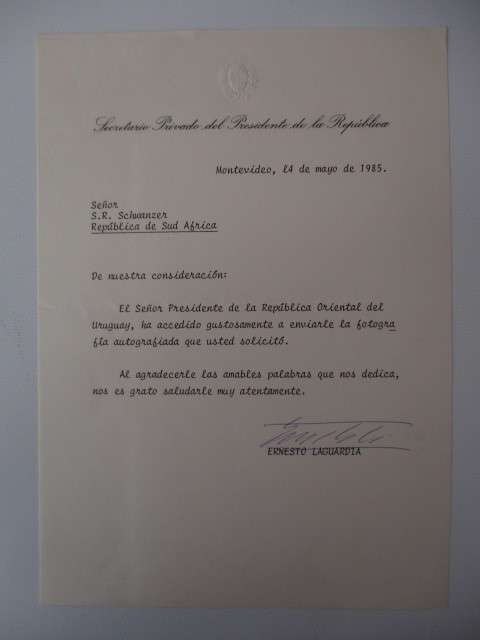 Secretario Privado del Presidente de la República
Montevideo, 14 de mayo de 1985.
Señor
S.R. Schwanzer
República de Sud Africa
De nuestra consideración:
El Señor Presidente de la República Oriental del
Uruguay, ha accedido gustosamente a enviarle la fotogra
fía autografiada que usted solicitó.
Al agradecerle las amables palabras que nos dedica,
nos es grato saludarle muy atentamente.
ERNESTO LAGUARDIA